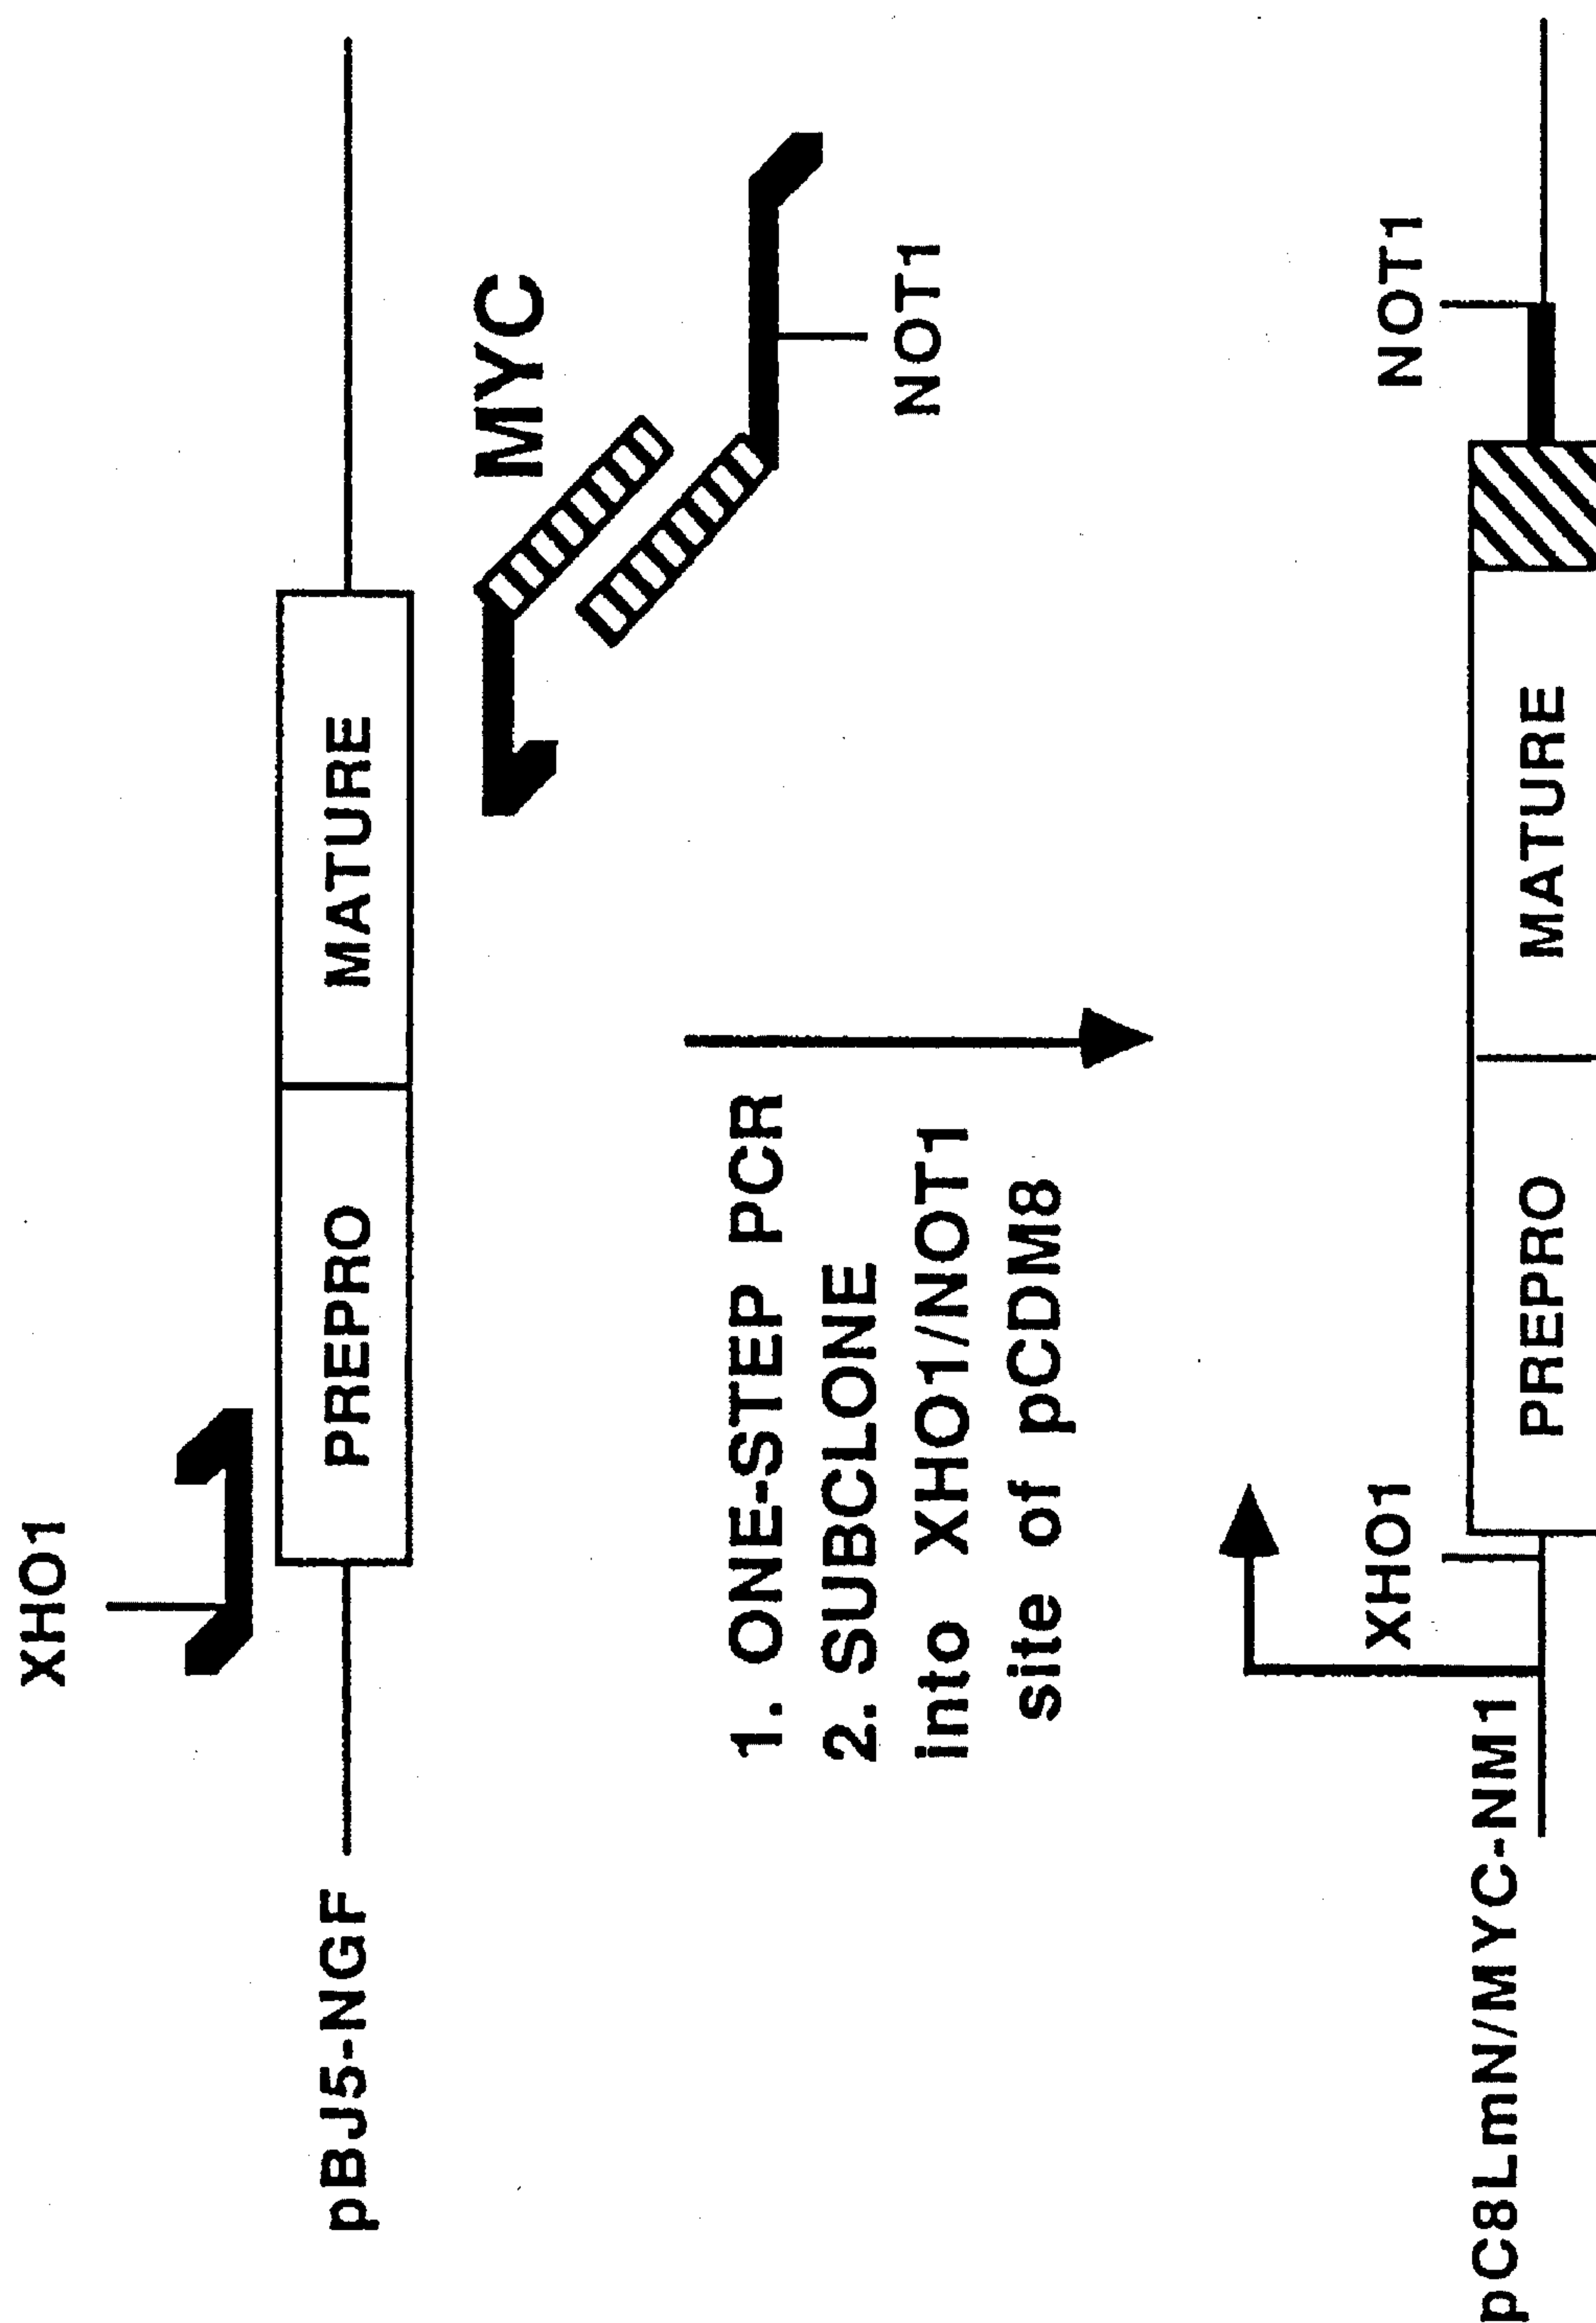 XHO1
pBJ5-NGF
PREPRO
MATURE
MYC
NOT1
1. ONE-STEP PCR
2. SUBCLONE
into XHO1/NOT1
site of pCDM8
XHO1
NOT1
pC8LmN/MYC-NM1
PREPRO
MATURE